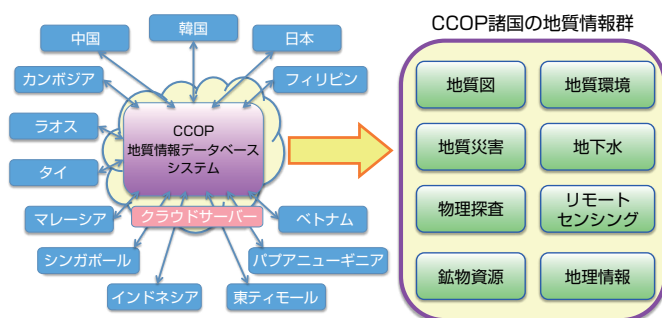 CCOP諸国の地質情報群
韓国
中国
日本
カンボジア
フィリピン
ラオス
タイ
CCOP
地質情報データベース
システム
クラウドサーバー
マレーシア
ベトナム
シンガポール
パプアニューギニア
インドネシア
東ティモール
地質図
地質環境
地質災害
地下水
物理探査
リモート
センシング
鉱物資源
地理情報